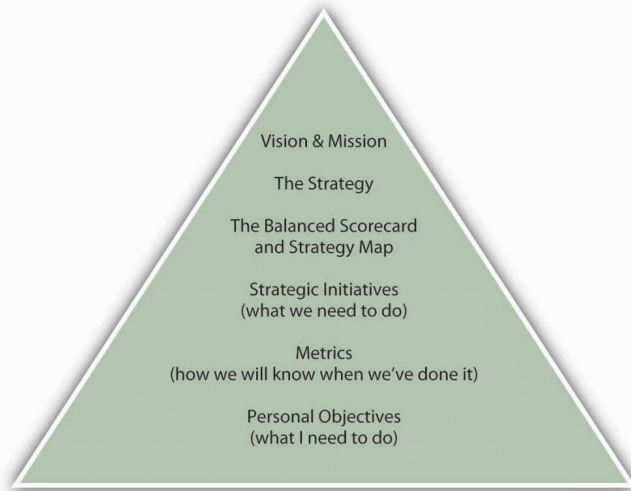 Vision & Mission
The Strategy
The Balanced Scorecard
and Strategy Map
Strategic Initiatives
(what we need to do)
Metrics
(how we will know when we’ve done it)
Personal Objectives
(what I need to do)